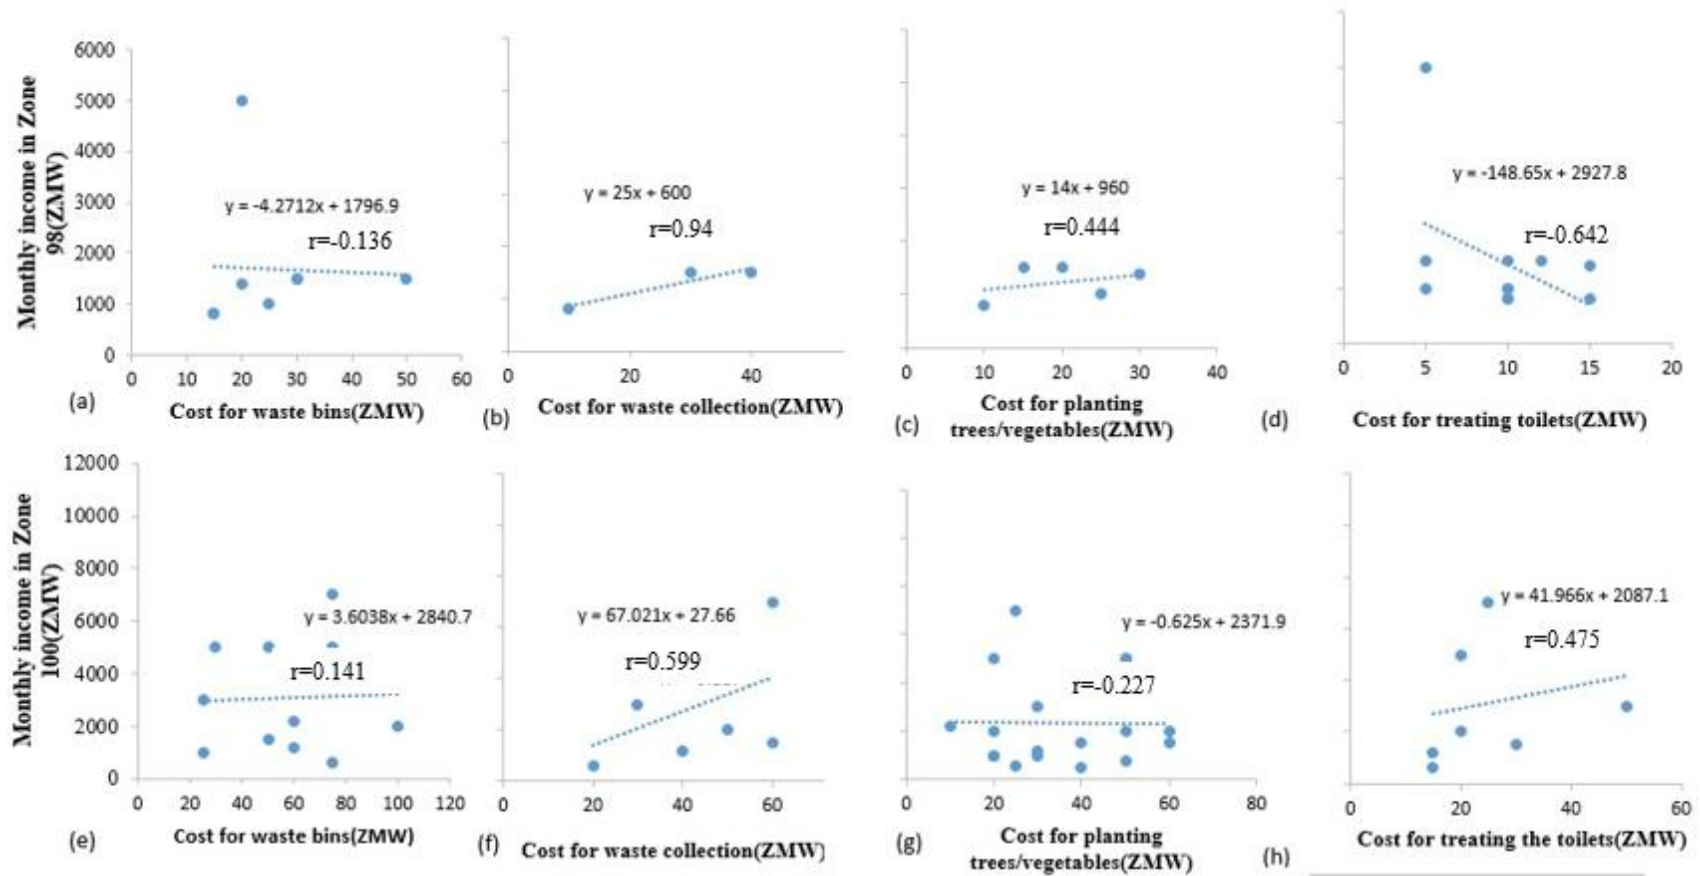 Monthly income in Zone
98(ZMW)
6000
5000
4000
3000
2000
1000
0
y = -4.2712x + 1796.9
r=-0.136
0 10 20 30 40 50 60
(a)
Cost for waste bins(ZMW)
y = 25x + 600
r=0.94
0 20 40
(b)
Cost for waste collection(ZMW)
y = 14x + 960
r=0.444
0 10 20 30 40
(c)
Cost for planting
trees/vegetables(ZMW)
y = -148.65x + 2927.8
r=-0.642
0 5 10 15 20
(d)
Cost for treating toilets(ZMW)
Monthly income in Zone
100(ZMW)
12000
10000
8000
6000
4000
2000
0
y = 3.6038x + 2840.7
r=0.141
0 20 40 60 80 100 120
(e)
Cost for waste bins(ZMW)
y = 67.021x + 27.66
r=0.599
0 20 40 60
(f)
Cost for waste collection(ZMW)
y = -0.625x + 2371.9
r=-0.227
0 20 40 60 80
(g)
Cost for planting
trees/vegetables(ZMW)
y = 41.966x + 2087.1
r=0.475
0 20 40 60
(h)
Cost for treating the toilets(ZMW)